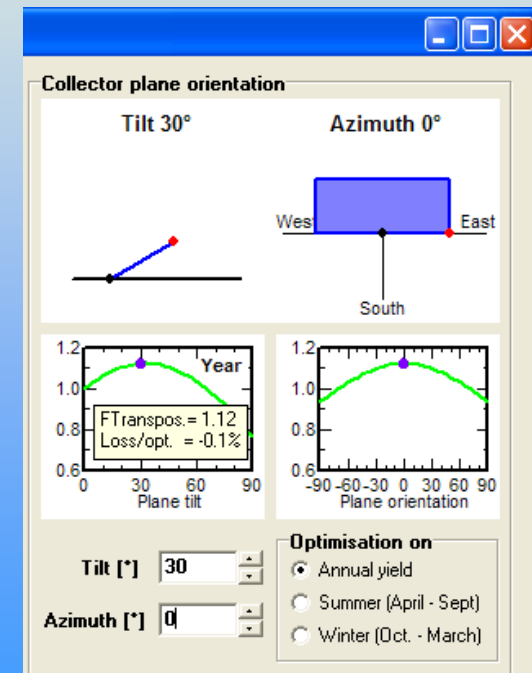 Collector plane orientation
Tilt 30° Azimuth 0°
West East
South
1.2 1.0 0.8 0.6
Year
FTranspos.= 1.12
Loss/opt. = -0.1%
0 30 60 90
Plane tilt
1.2 1.0 0.8 0.6
-90 -60 -30 0 30 60 90
Plane orientation
Tilt [°] 30
Azimuth [°] 0
Optimisation on
Annual yield
Summer (April - Sept)
Winter (Oct. - March)